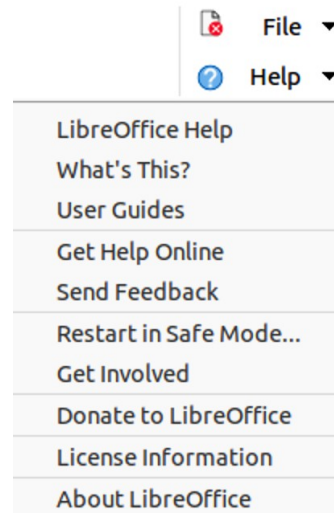 File
Help
LibreOffice Help
What's This?
User Guides
Get Help Online
Send Feedback
Restart in Safe Mode...
Get Involved
Donate to LibreOffice
License Information
About LibreOffice